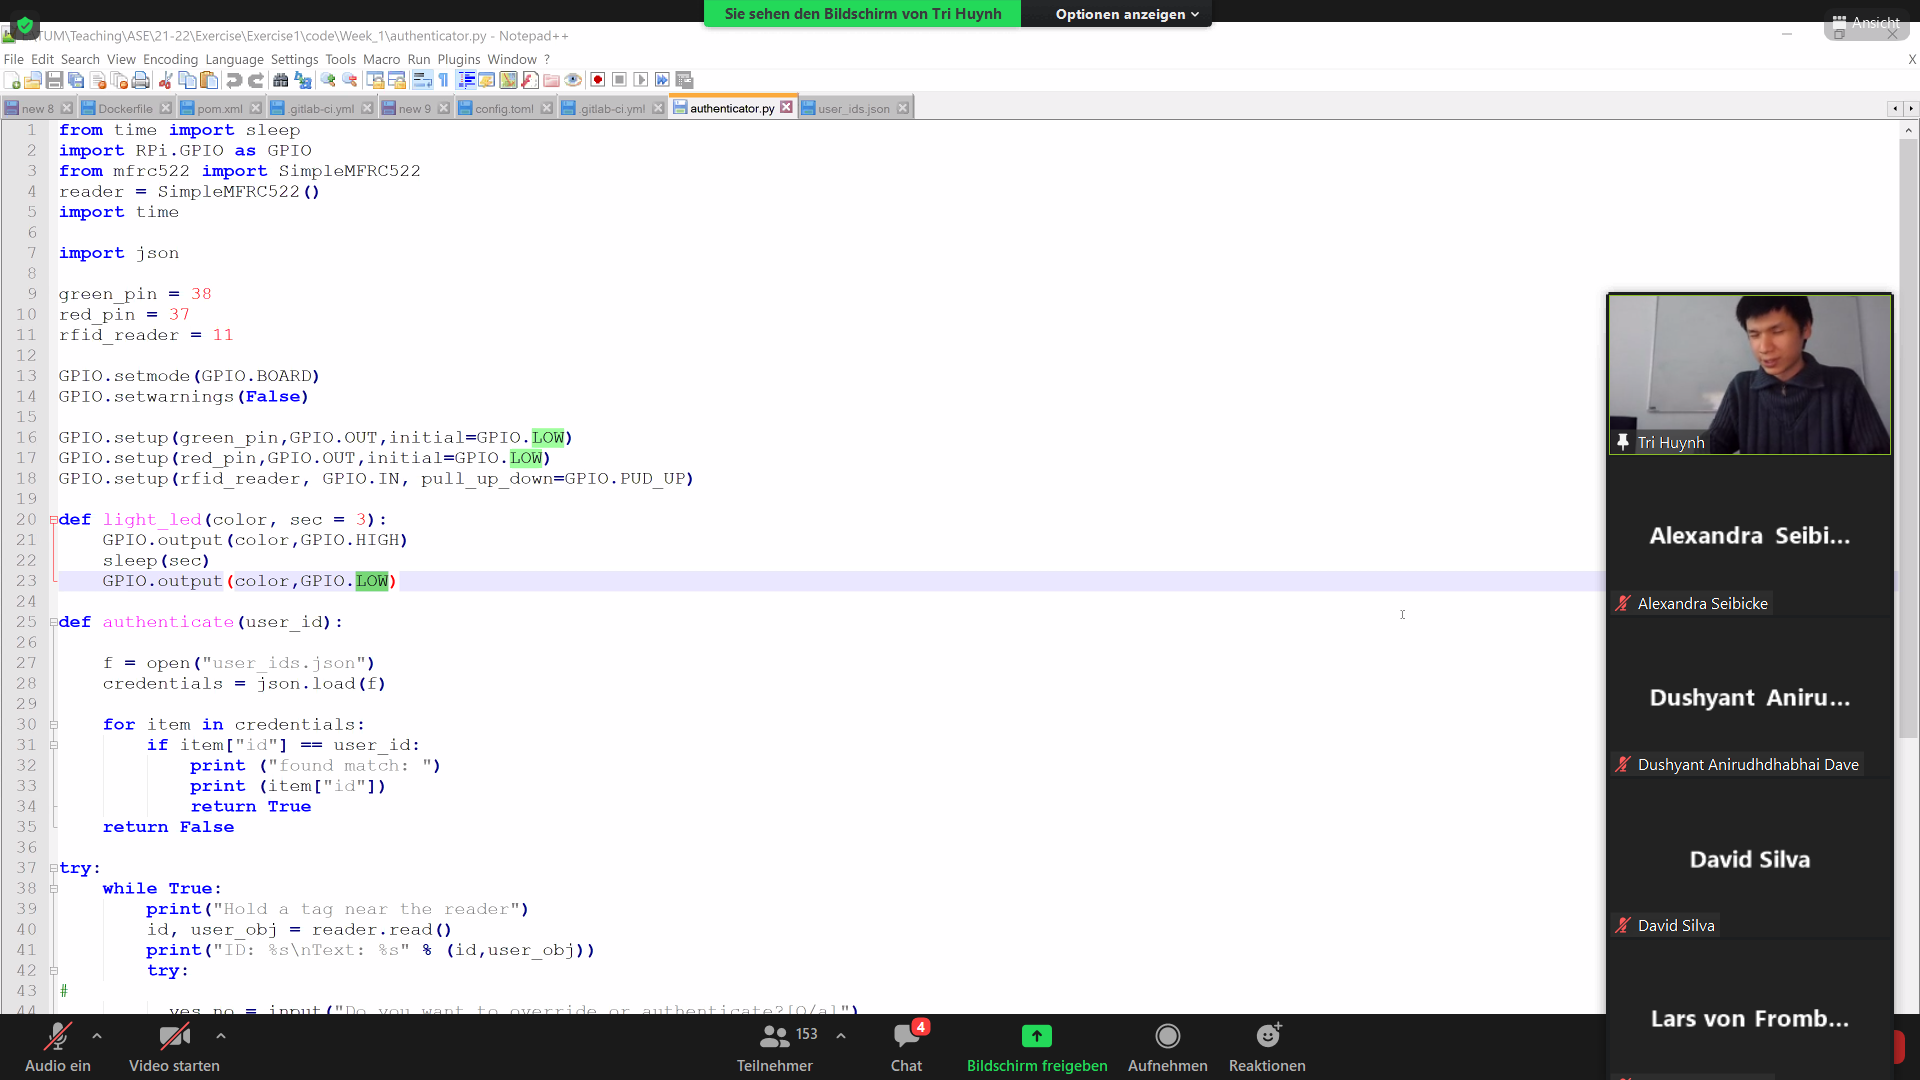 Sie sehen den Bildschirm von Tri Huynh
Optionen anzeigen
Ansicht
TUM\Teaching\ASE\21-22\Exercise\Exercise1\code\Week_1\authenticator.py - Notepad++
File Edit Search View Encoding Language Settings Tools Macro Run Plugins Window ?
X
new 8
Dockerfile
pom.xml
.gitlab-ci.yml
new 9
config.toml
.gitlab-ci.yml
authenticator.py
user_ids.json
1 from time import sleep
2 import RPi.GPIO as GPIO
3 from mfrc522 import SimpleMFRC522
4 reader = SimpleMFRC522()
5 import time
6
7 import json
8
9 green_pin = 38
10 red_pin = 37
11 rfid_reader = 11
12
13 GPIO.setmode(GPIO.BOARD)
14 GPIO.setwarnings(False)
15
16 GPIO.setup(green_pin,GPIO.OUT,initial=GPIO.LOW)
17 GPIO.setup(red_pin,GPIO.OUT,initial=GPIO.LOW)
18 GPIO.setup(rfid_reader, GPIO.IN, pull_up_down=GPIO.PUD_UP)
19
20 def light_led(color, sec = 3):
21 GPIO.output(color,GPIO.HIGH)
22 sleep(sec)
23 GPIO.output(color,GPIO.LOW)
24
25 def authenticate(user_id):
26
27 f = open("user_ids.json")
28 credentials = json.load(f)
29
30 for item in credentials:
31 if item["id"] == user_id:
32 print ("found match: ")
33 print (item["id"])
34 return True
35 return False
36
37 try:
38 while True:
39 print("Hold a tag near the reader")
40 id, user_obj = reader.read()
41 print("ID: %s\nText: %s" % (id,user_obj))
42 try:
43 #
44 yes_no = input("Do you want to override or authenticate?[O/a]")
Tri Huynh
Alexandra Seibi...
Alexandra Seibicke
Dushyant Aniru...
Dushyant Anirudhdhabhai Dave
David Silva
David Silva
Lars von Fromb...
Audio ein
Video starten
153
Teilnehmer
4
Chat
Bildschirm freigeben
Aufnehmen
Reaktionen